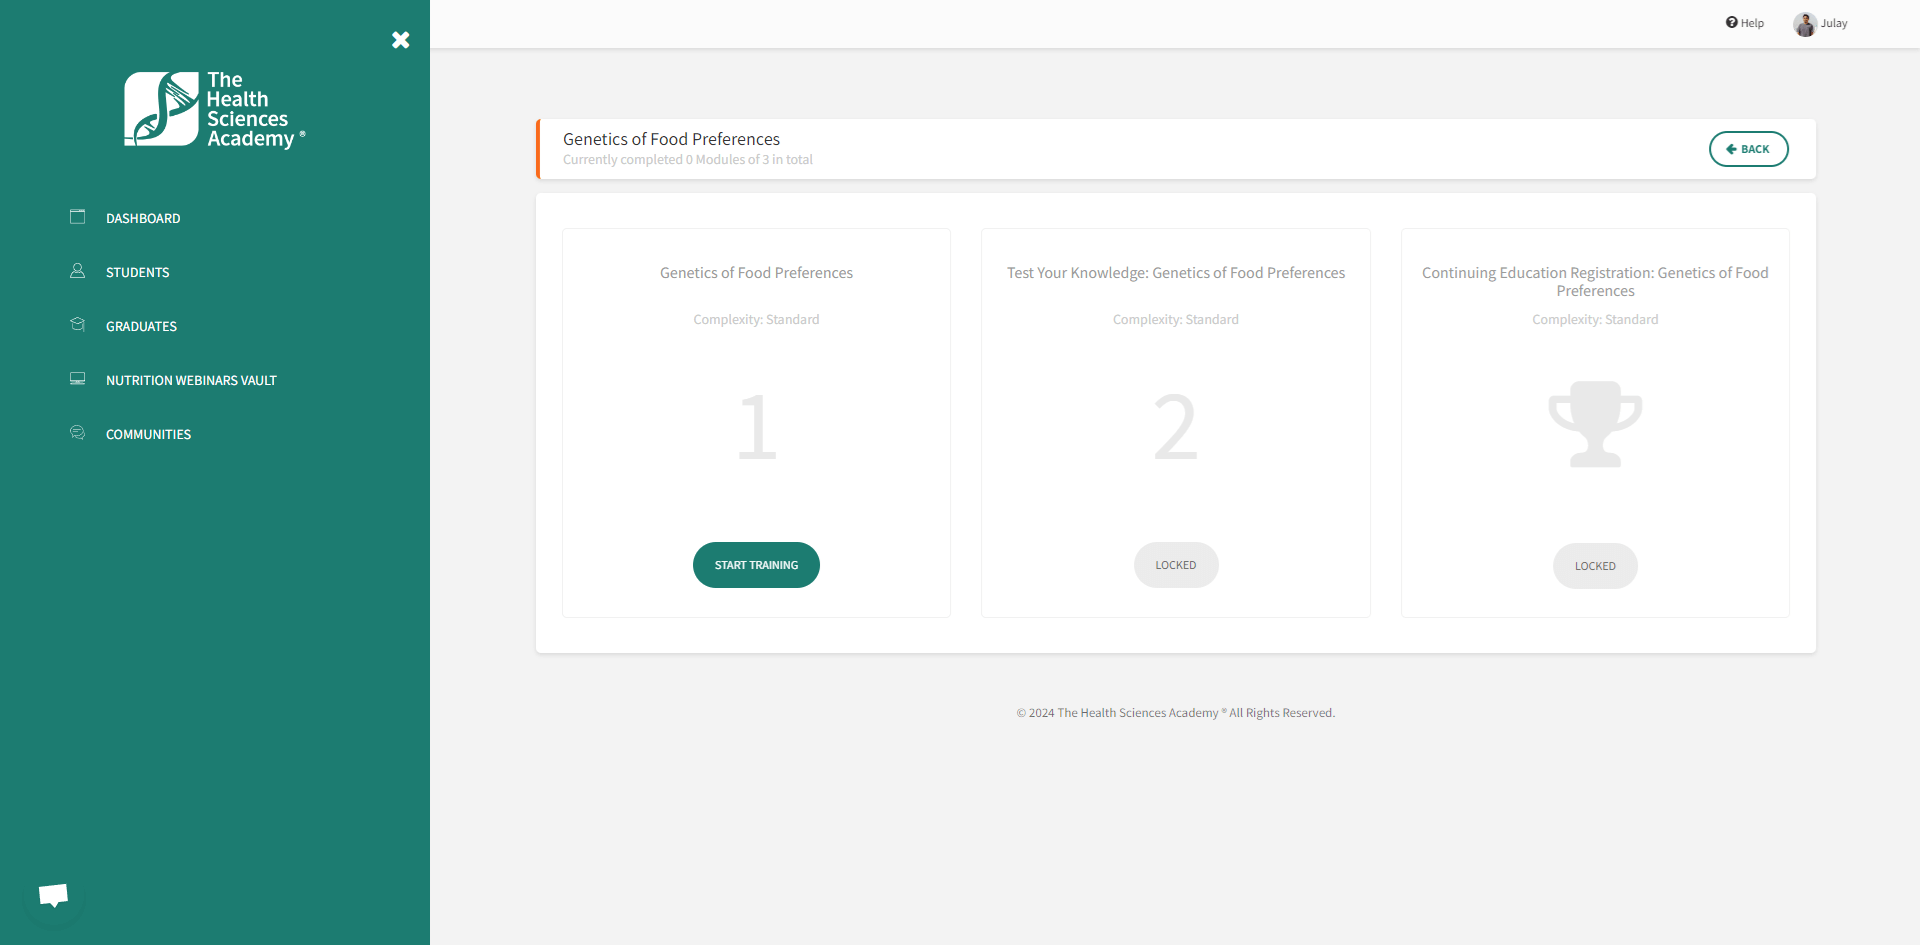 The
Health
Sciences
Academy ®
DASHBOARD
STUDENTS
GRADUATES
NUTRITION WEBINARS VAULT
COMMUNITIES
Help
Julay
Genetics of Food Preferences
Currently completed 0 Modules of 3 in total
BACK
Genetics of Food Preferences
Complexity: Standard
1
START TRAINING
Test Your Knowledge: Genetics of Food Preferences
Complexity: Standard
2
LOCKED
Continuing Education Registration: Genetics of Food
Preferences
Complexity: Standard
LOCKED
© 2024 The Health Sciences Academy ® All Rights Reserved.